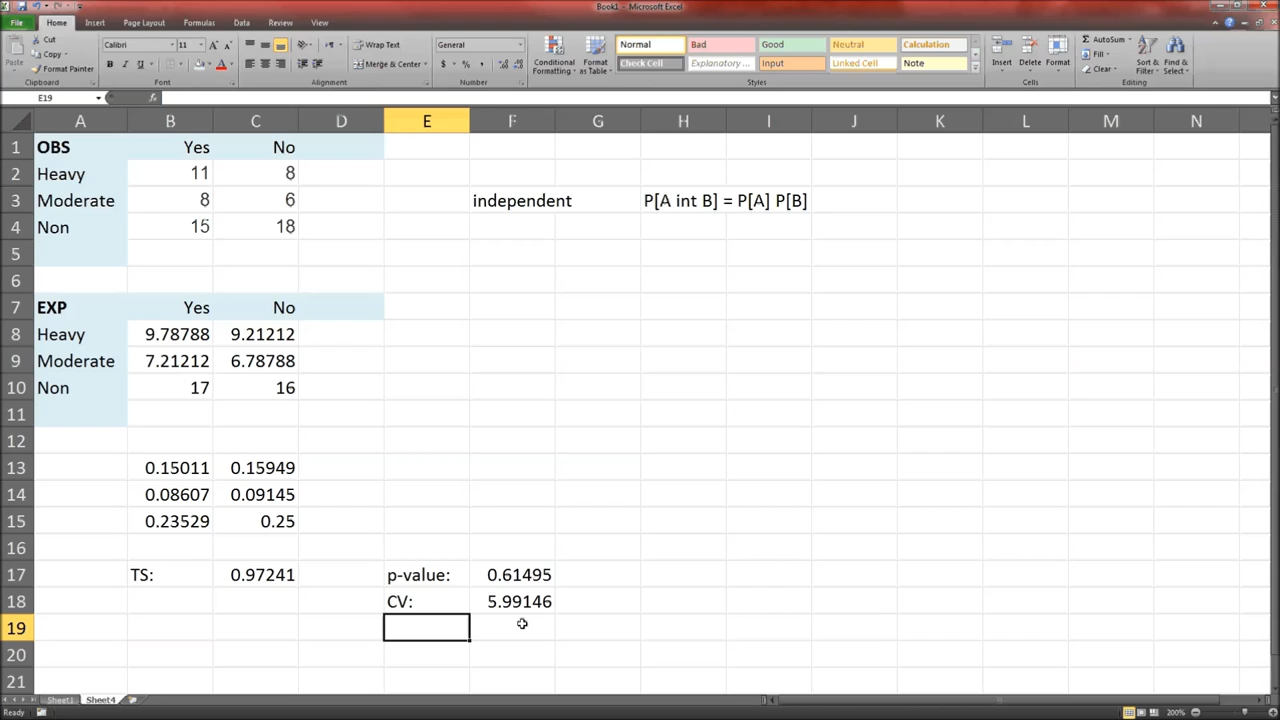 Book1 - Microsoft Excel
File Home Insert Page Layout Formulas Data Review View
Cut
Copy
Format Painter
Paste
Clipboard
Calibri 11
Font
Wrap Text
Merge & Center
Alignment
General
Number
Conditional Formatting
Format as Table
Normal Bad Good Neutral Calculation
Check Cell Explanatory ... Input Linked Cell Note
Styles
Insert Delete Format
Cells
AutoSum
Fill
Clear
Sort & Filter
Find & Select
Editing
E19 fx
A B C D E F G H I J K L M N
1 OBS Yes No
2 Heavy 11 8
3 Moderate 8 6 independent P[A int B] = P[A] P[B]
4 Non 15 18
5
6
7 EXP Yes No
8 Heavy 9.78788 9.21212
9 Moderate 7.21212 6.78788
10 Non 17 16
11
12
13 0.15011 0.15949
14 0.08607 0.09145
15 0.23529 0.25
16
17 TS: 0.97241 p-value: 0.61495
18 CV: 5.99146
19
20
21
Sheet1 Sheet4
Ready 200%